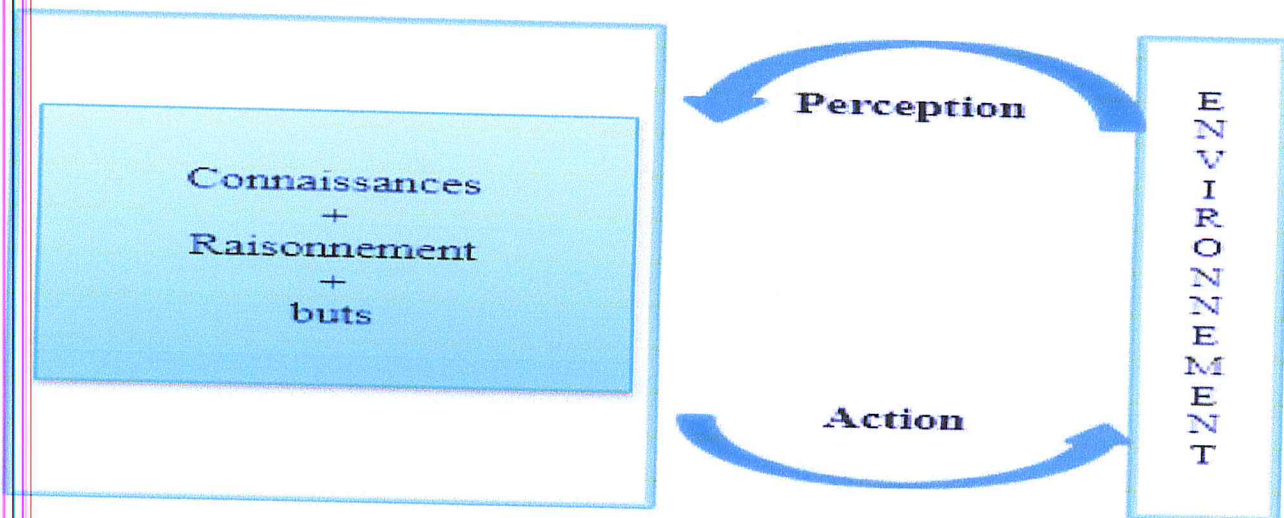 Connaissances
+
Raisonnement
+
buts
Perception
Action
ENVIRONNEMENT